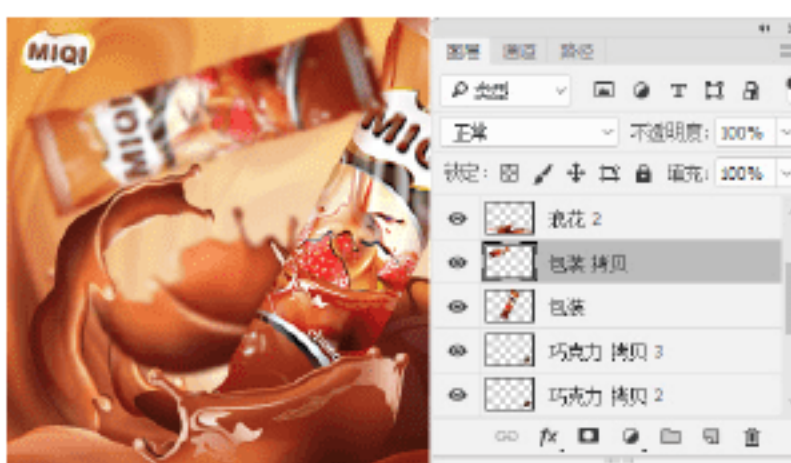 MIQI
MIQI
MIQI
图层 通道 路径
类型
正常
不透明度: 100%
锁定:
填充: 100%
浪花 2
包装 拷贝
包装
巧克力 拷贝 3
巧克力 拷贝 2
fx